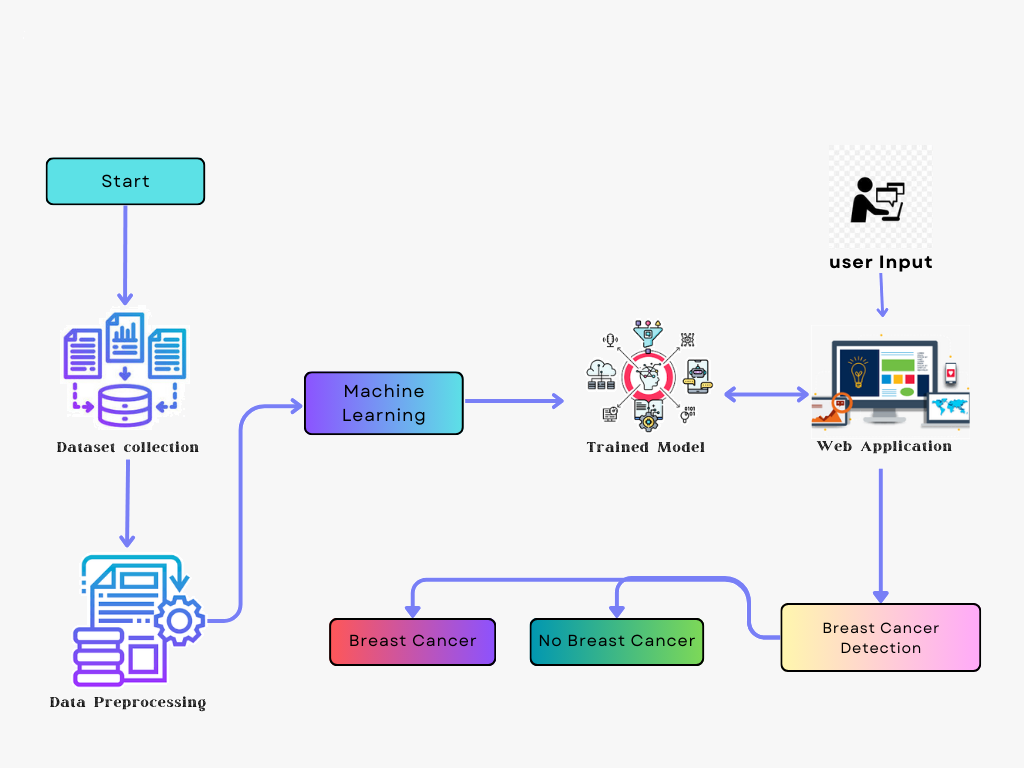 Start
user Input
Dataset collection
Machine
Learning
Trained Model
Web Application
Breast Cancer
No Breast Cancer
Breast Cancer
Detection
Data Preprocessing